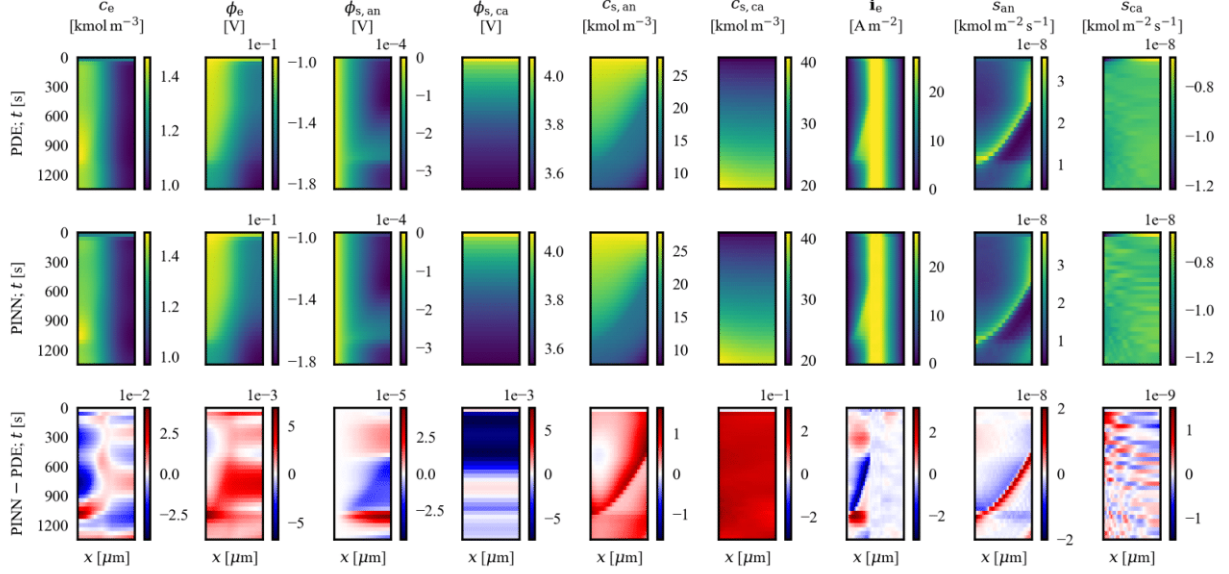 c_e ϕ_e ϕ_s, an ϕ_s, ca c_s, an c_s, ca i_e s_an s_ca
[kmol m⁻³] [V] [V] [V] [kmol m⁻³] [kmol m⁻³] [A m⁻²] [kmol m⁻² s⁻¹] [kmol m⁻² s⁻¹]
1e−1 1e−4 1e−8 1e−8
PDE; t [s]
0 300 600 900 1200
1.4 1.2 1.0
−1.0 −1.4 −1.8
0 −1 −2 −3
4.0 3.8 3.6
25 20 15 10
30 25 20
40 20 0
3 2 1
−0.8 −1.0 −1.2
1e−1 1e−4 1e−8 1e−8
PINN; t [s]
0 300 600 900 1200
1.4 1.2 1.0
−1.0 −1.4 −1.8
0 −1 −2 −3
4.0 3.8 3.6
25 20 15 10
40 30 20
20 10 0
3 2 1
−0.8 −1.0 −1.2
1e−2 1e−3 1e−5 1e−3 1e−1 1e−8 1e−9
PINN − PDE; t [s]
0 300 600 900 1200
2.5 0.0 −2.5
5 0 −5
2.5 0.0 −2.5
5 0 −5
1 0 −1
2 0 −2
2 0 −2
2 0 −2
1 0 −1
x [μm] x [μm] x [μm] x [μm] x [μm] x [μm] x [μm] x [μm] x [μm]